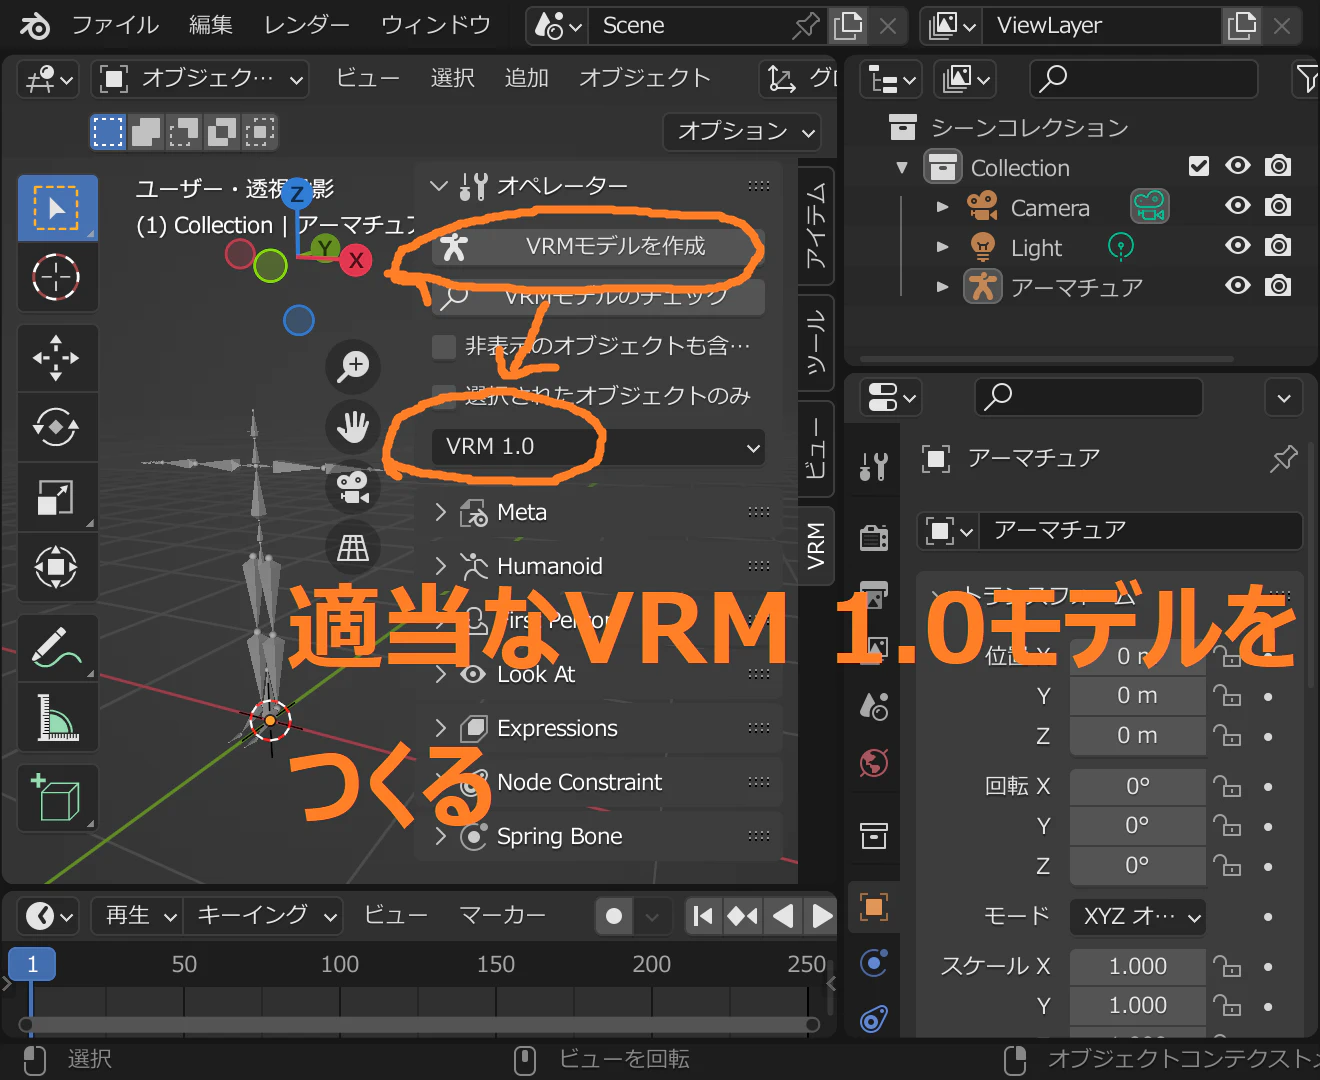 ファイル 編集 レンダー ウィンドウ Scene ViewLayer
オブジェク… ビュー 選択 追加 オブジェクト
オプション
ユーザー・透視投影
(1) Collection | アーマチュア
Z
Y
X
オペレーター
VRMモデルを作成
VRMモデルのチェック
非表示のオブジェクトも含…
選択されたオブジェクトのみ
VRM 1.0
Meta
Humanoid
First Person
Look At
Expressions
Node Constraint
Spring Bone
アイテム
ツール
ビュー
VRM
適当なVRM 1.0モデルを
つくる
シーンコレクション
Collection
Camera
Light
アーマチュア
アーマチュア
アーマチュア
トランスフォーム
位置 X 0 m
Y 0 m
Z 0 m
回転 X 0°
Y 0°
Z 0°
モード XYZ オ…
スケール X 1.000
Y 1.000
1.000
再生 キーイング ビュー マーカー
1 50 100 150 200 250
選択 ビューを回転 オブジェクトコンテクスト